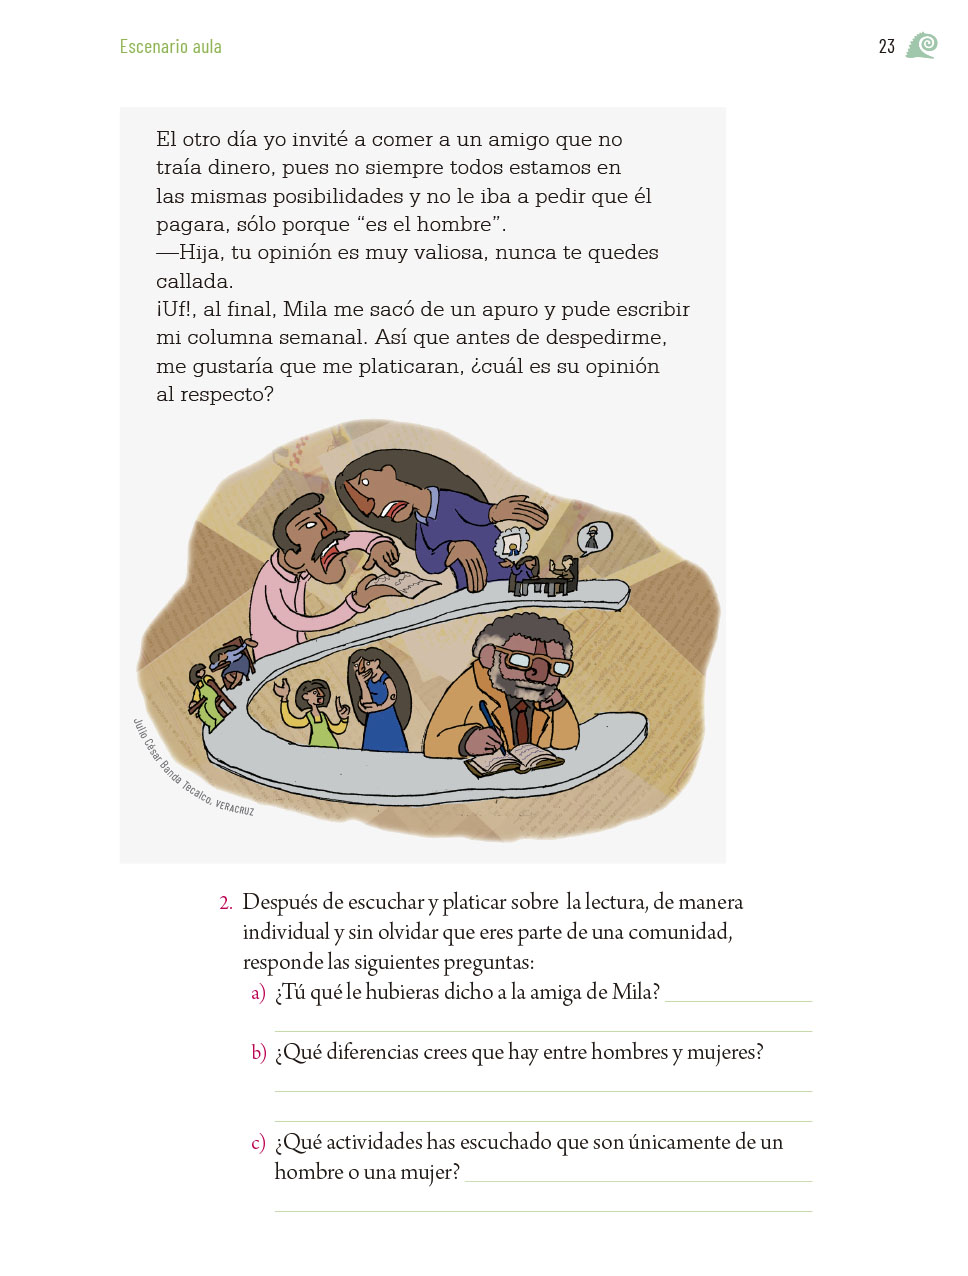 Escenario aula
23
El otro día yo invité a comer a un amigo que no
traía dinero, pues no siempre todos estamos en
las mismas posibilidades y no le iba a pedir que él
pagara, sólo porque “es el hombre”.
—Hija, tu opinión es muy valiosa, nunca te quedes
callada.
¡Uf!, al final, Mila me sacó de un apuro y pude escribir
mi columna semanal. Así que antes de despedirme,
me gustaría que me platicaran, ¿cuál es su opinión
al respecto?
Julio César Banda Tecalco, VERACRUZ
2. Después de escuchar y platicar sobre la lectura, de manera
individual y sin olvidar que eres parte de una comunidad,
responde las siguientes preguntas:
a) ¿Tú qué le hubieras dicho a la amiga de Mila?
b) ¿Qué diferencias crees que hay entre hombres y mujeres?
c) ¿Qué actividades has escuchado que son únicamente de un
hombre o una mujer?